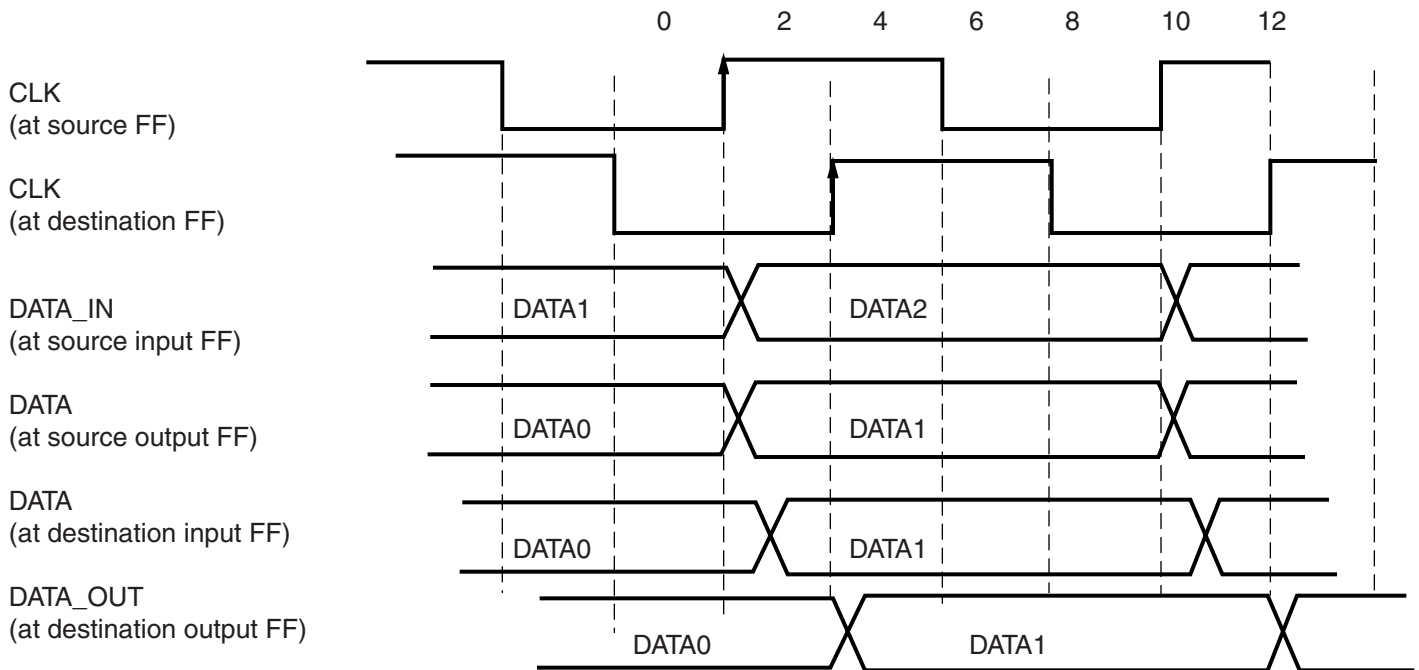 0 2 4 6 8 10 12
CLK
(at source FF)
CLK
(at destination FF)
DATA_IN
(at source input FF)
DATA1 DATA2
DATA
(at source output FF)
DATA0 DATA1
DATA
(at destination input FF)
DATA0 DATA1
DATA_OUT
(at destination output FF)
DATA0 DATA1